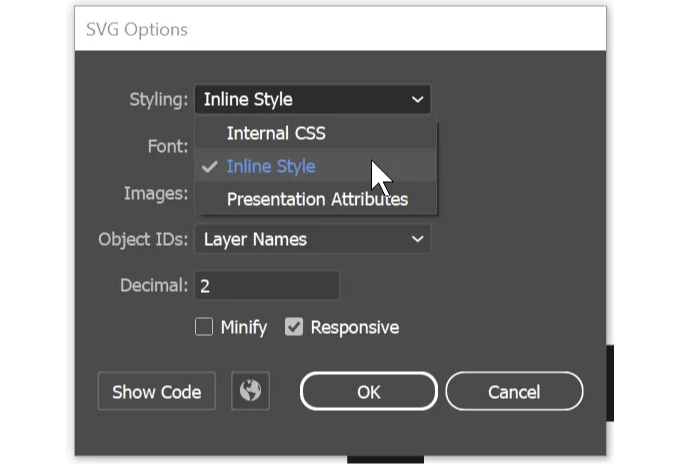 SVG Options
Styling: Inline Style
Internal CSS
Font:
Inline Style
Images:
Presentation Attributes
Object IDs: Layer Names
Decimal: 2
Minify Responsive
Show Code OK Cancel